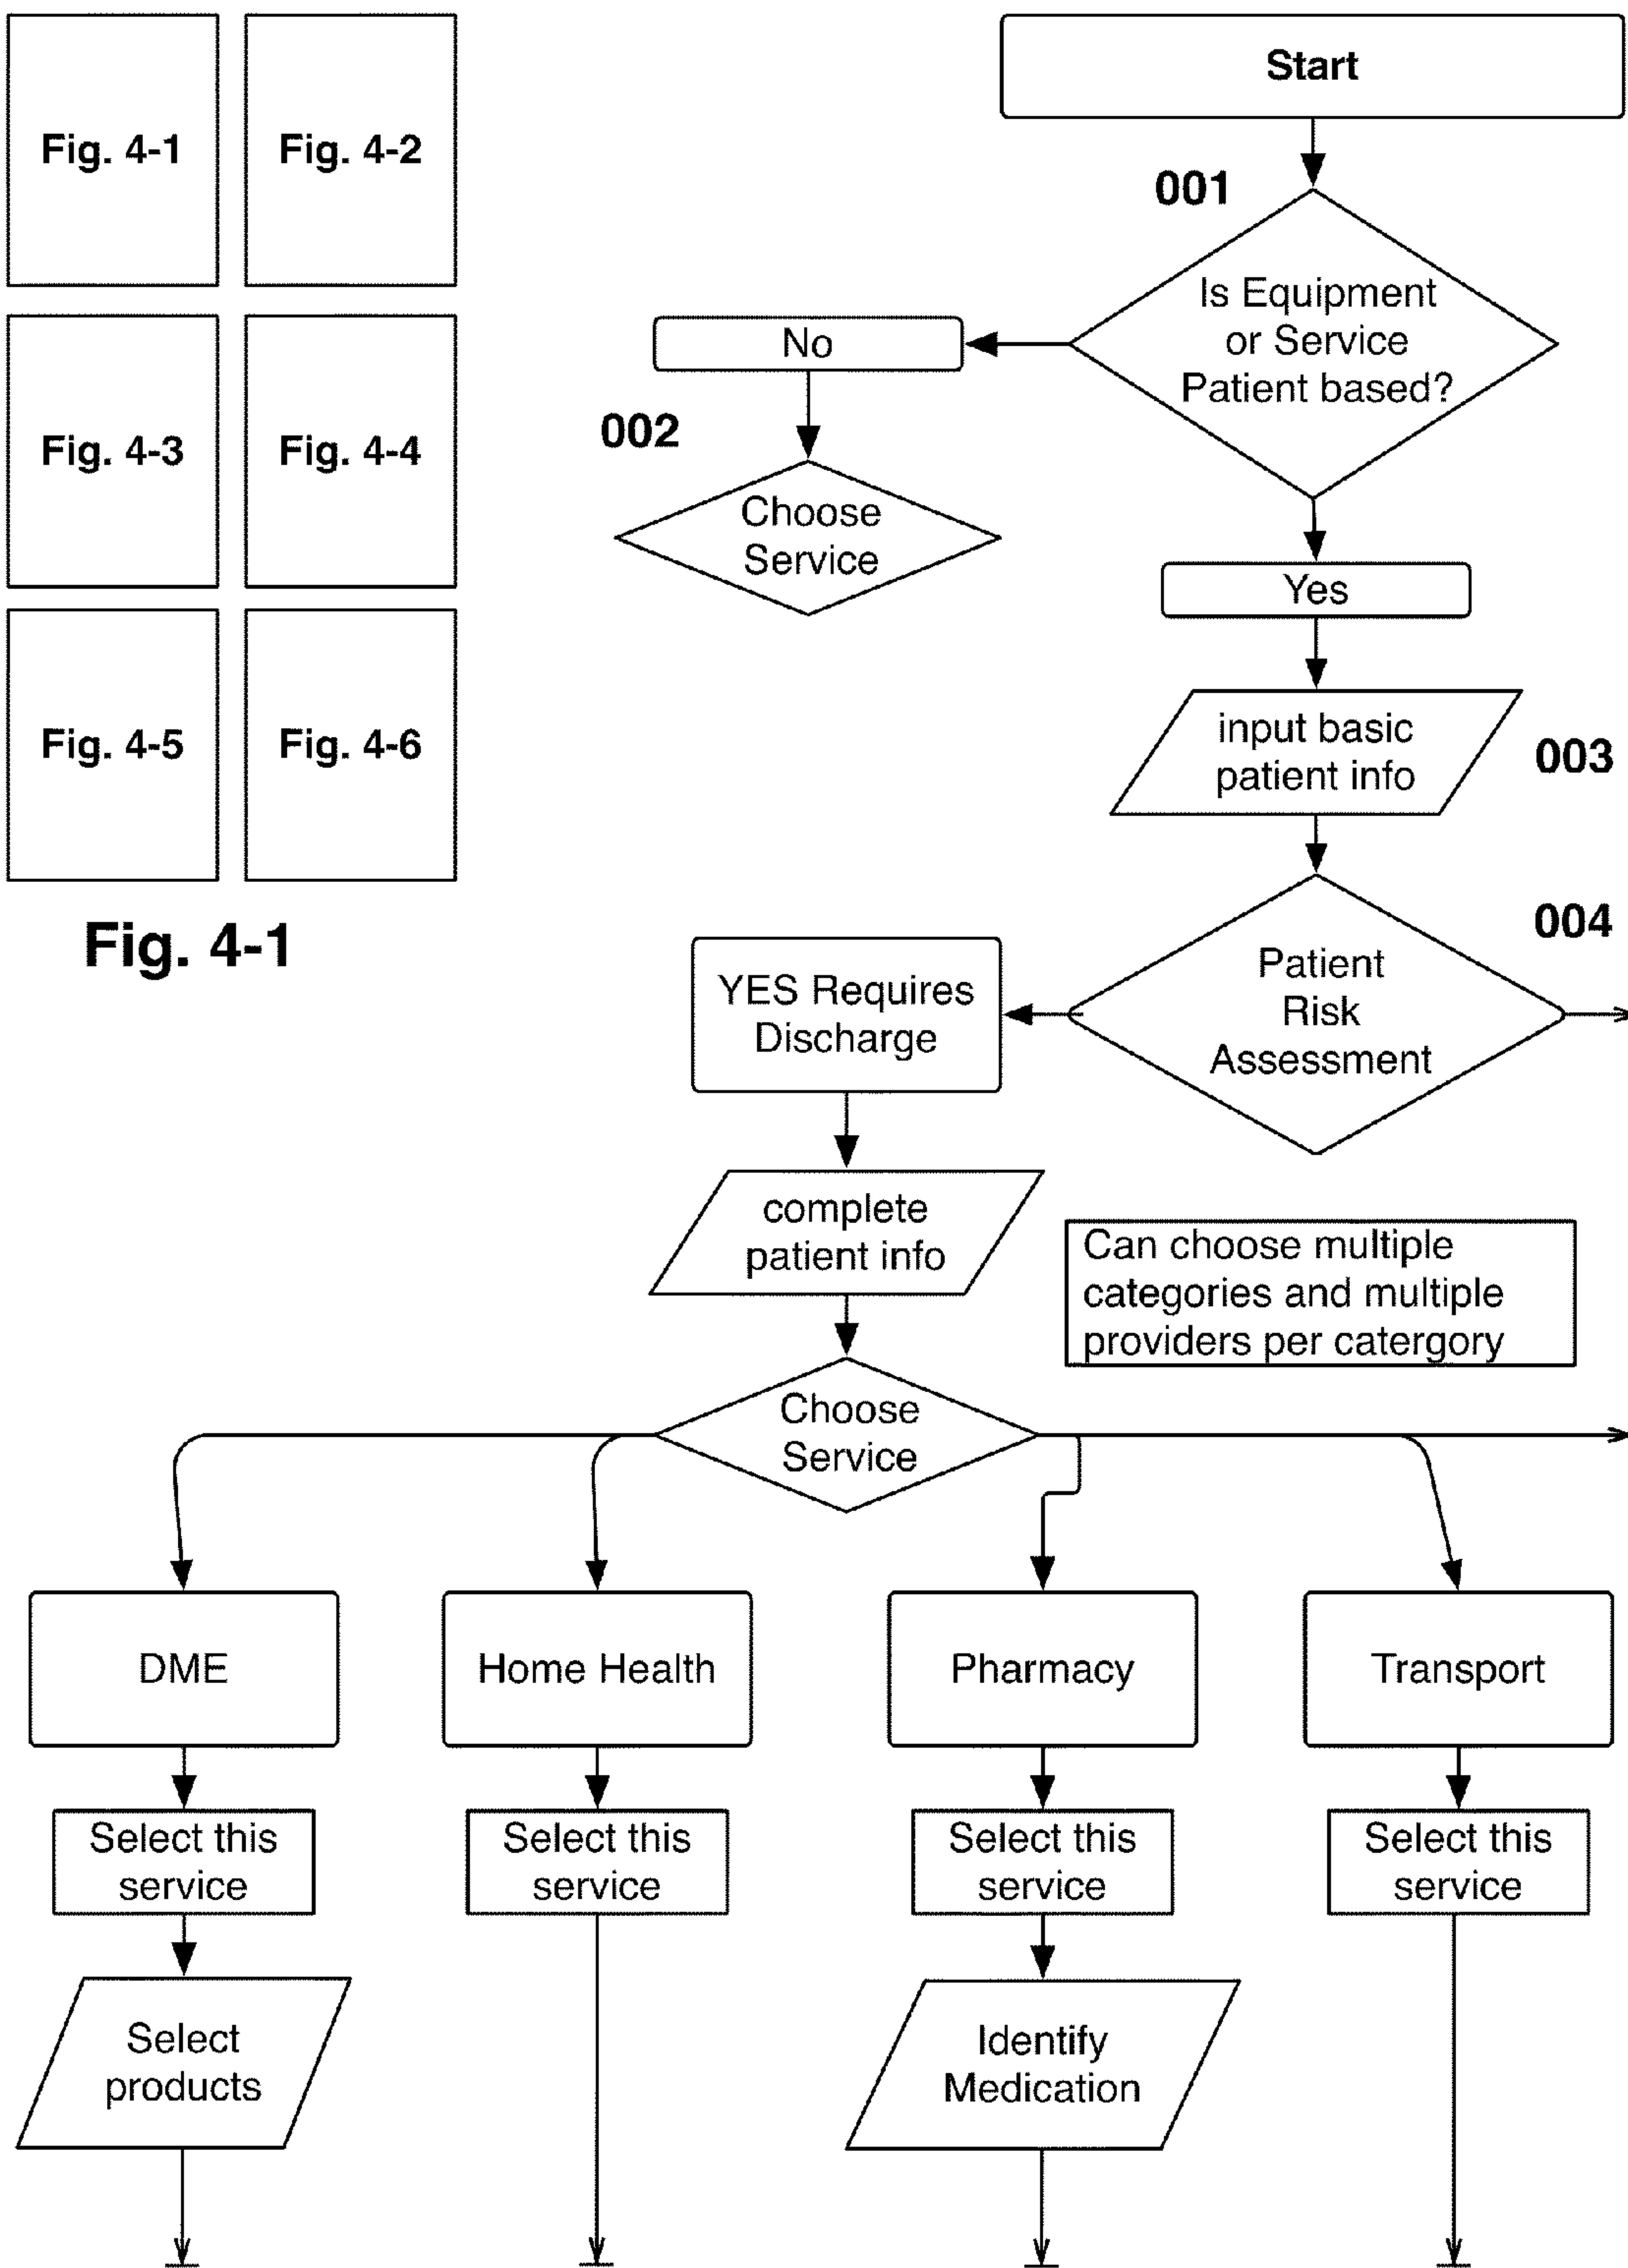 Fig. 4-1
Fig. 4-2
Fig. 4-3
Fig. 4-4
Fig. 4-5
Fig. 4-6
Fig. 4-1
Start
001
Is Equipment
or Service
Patient based?
No
002
Choose
Service
Yes
input basic
patient info
003
004
Patient
Risk
Assessment
YES Requires
Discharge
complete
patient info
Can choose multiple
categories and multiple
providers per catergory
Choose
Service
DME
Home Health
Pharmacy
Transport
Select this
service
Select this
service
Select this
service
Select this
service
Select
products
Identify
Medication